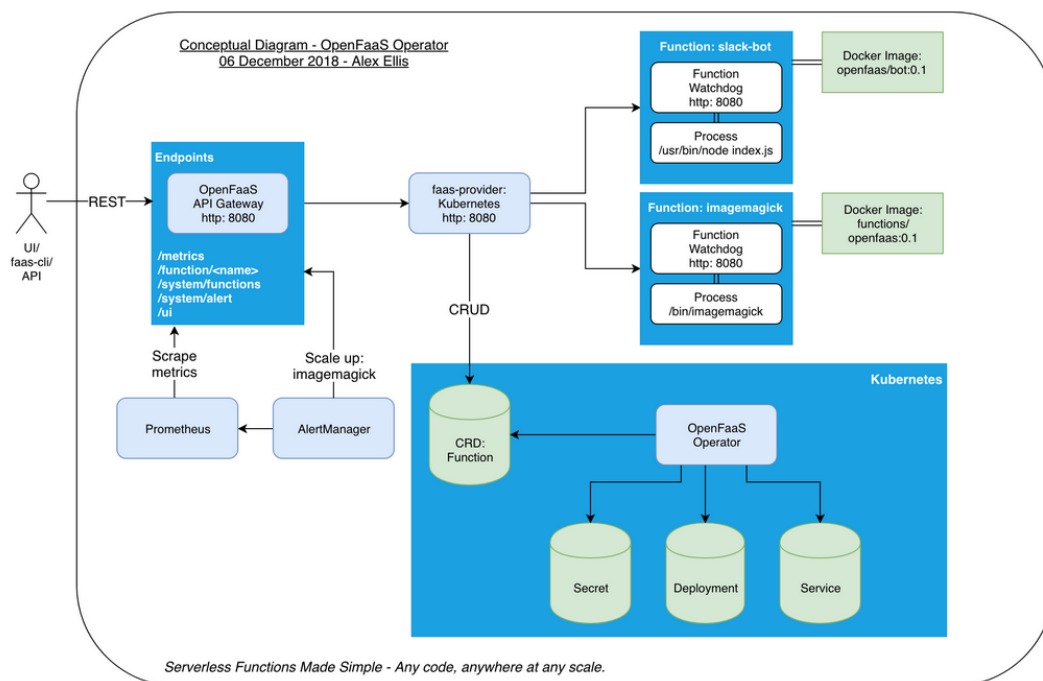 Conceptual Diagram - OpenFaaS Operator
06 December 2018 - Alex Ellis
Function: slack-bot
Function
Watchdog
http: 8080
Process
/usr/bin/node index.js
Docker Image:
openfaas/bot:0.1
Endpoints
OpenFaaS
API Gateway
http: 8080
/metrics
/function/<name>
/system/functions
/system/alert
/ui
UI/
faas-cli/
API
REST
faas-provider:
Kubernetes
http: 8080
Function: imagemagick
Function
Watchdog
http: 8080
Process
/bin/imagemagick
Docker Image:
functions/
openfaas:0.1
CRUD
Scrape
metrics
Scale up:
imagemagick
Prometheus
AlertManager
Kubernetes
CRD:
Function
OpenFaaS
Operator
Secret
Deployment
Service
Serverless Functions Made Simple - Any code, anywhere at any scale.